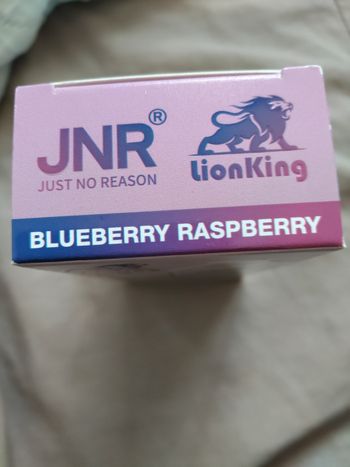 JNR®
JUST NO REASON
LionKing
BLUEBERRY RASPBERRY